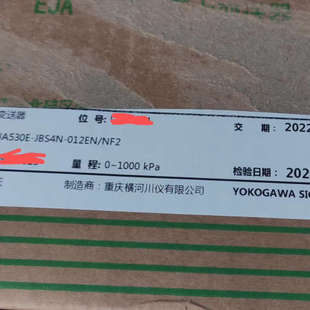 EJA
变送器 位 号: 交 期: 2022
JA530E-JBS4N-012EN/NF2
量 程: 0~1000 kPa 检验日期: 202
制造商: 重庆横河川仪有限公司 YOKOGAWA SI